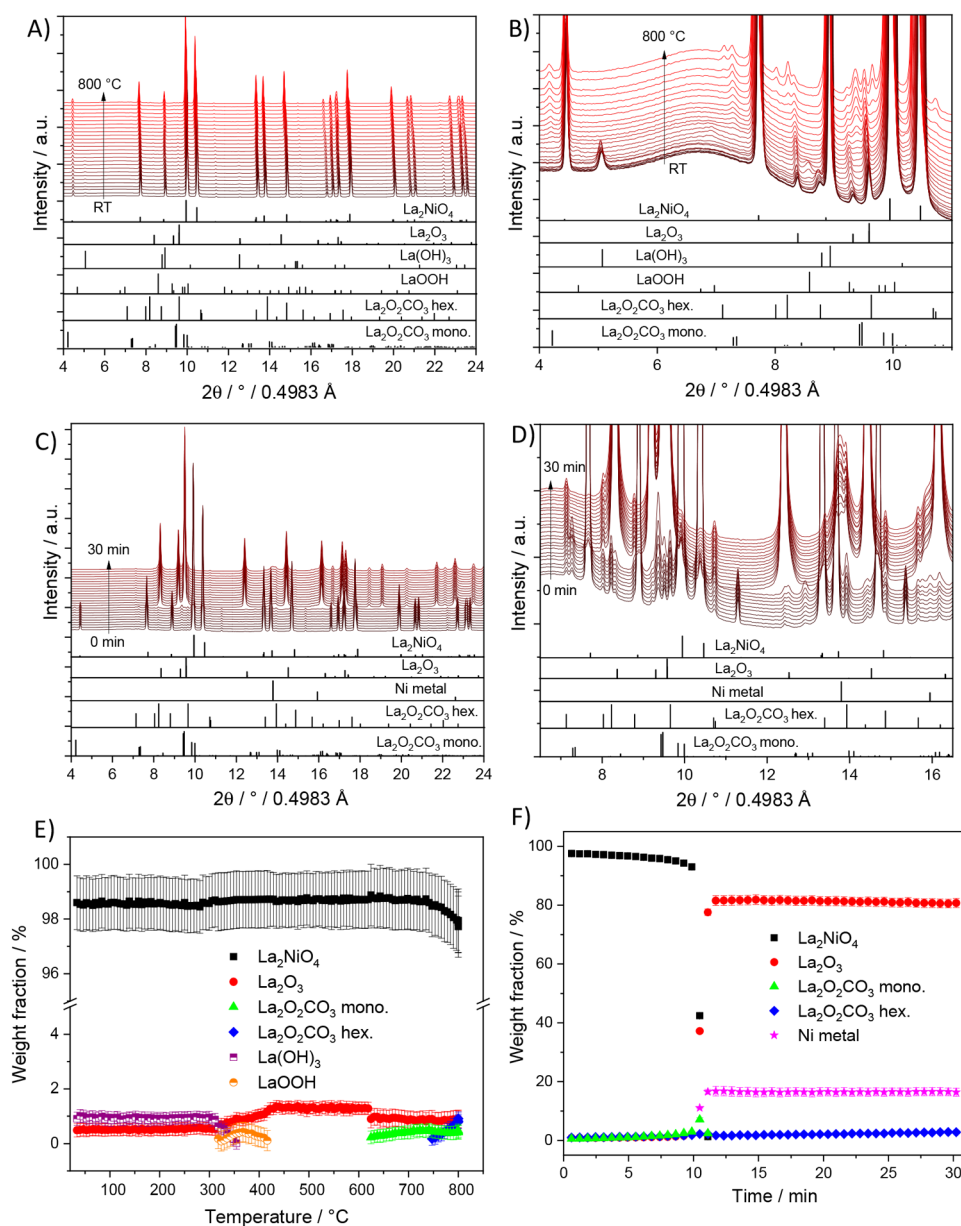 A)
Intensity / a.u.
800 °C
RT
La₂NiO₄
La₂O₃
La(OH)₃
LaOOH
La₂O₂CO₃ hex.
La₂O₂CO₃ mono.
4 6 8 10 12 14 16 18 20 22 24
2θ / ° / 0.4983 Å
B)
Intensity / a.u.
800 °C
RT
La₂NiO₄
La₂O₃
La(OH)₃
LaOOH
La₂O₂CO₃ hex.
La₂O₂CO₃ mono.
4 6 8 10
2θ / ° / 0.4983 Å
C)
Intensity / a.u.
30 min
0 min
La₂NiO₄
La₂O₃
Ni metal
La₂O₂CO₃ hex.
La₂O₂CO₃ mono.
4 6 8 10 12 14 16 18 20 22 24
2θ / ° / 0.4983 Å
D)
Intensity / a.u.
30 min
0 min
La₂NiO₄
La₂O₃
Ni metal
La₂O₂CO₃ hex.
La₂O₂CO₃ mono.
8 10 12 14 16
2θ / ° / 0.4983 Å
E)
Weight fraction / %
100
98
96
4
2
0
La₂NiO₄
La₂O₃
La₂O₂CO₃ mono.
La₂O₂CO₃ hex.
La(OH)₃
LaOOH
0 100 200 300 400 500 600 700 800
Temperature / °C
F)
Weight fraction / %
100
80
60
40
20
0
La₂NiO₄
La₂O₃
La₂O₂CO₃ mono.
La₂O₂CO₃ hex.
Ni metal
0 5 10 15 20 25 30
Time / min